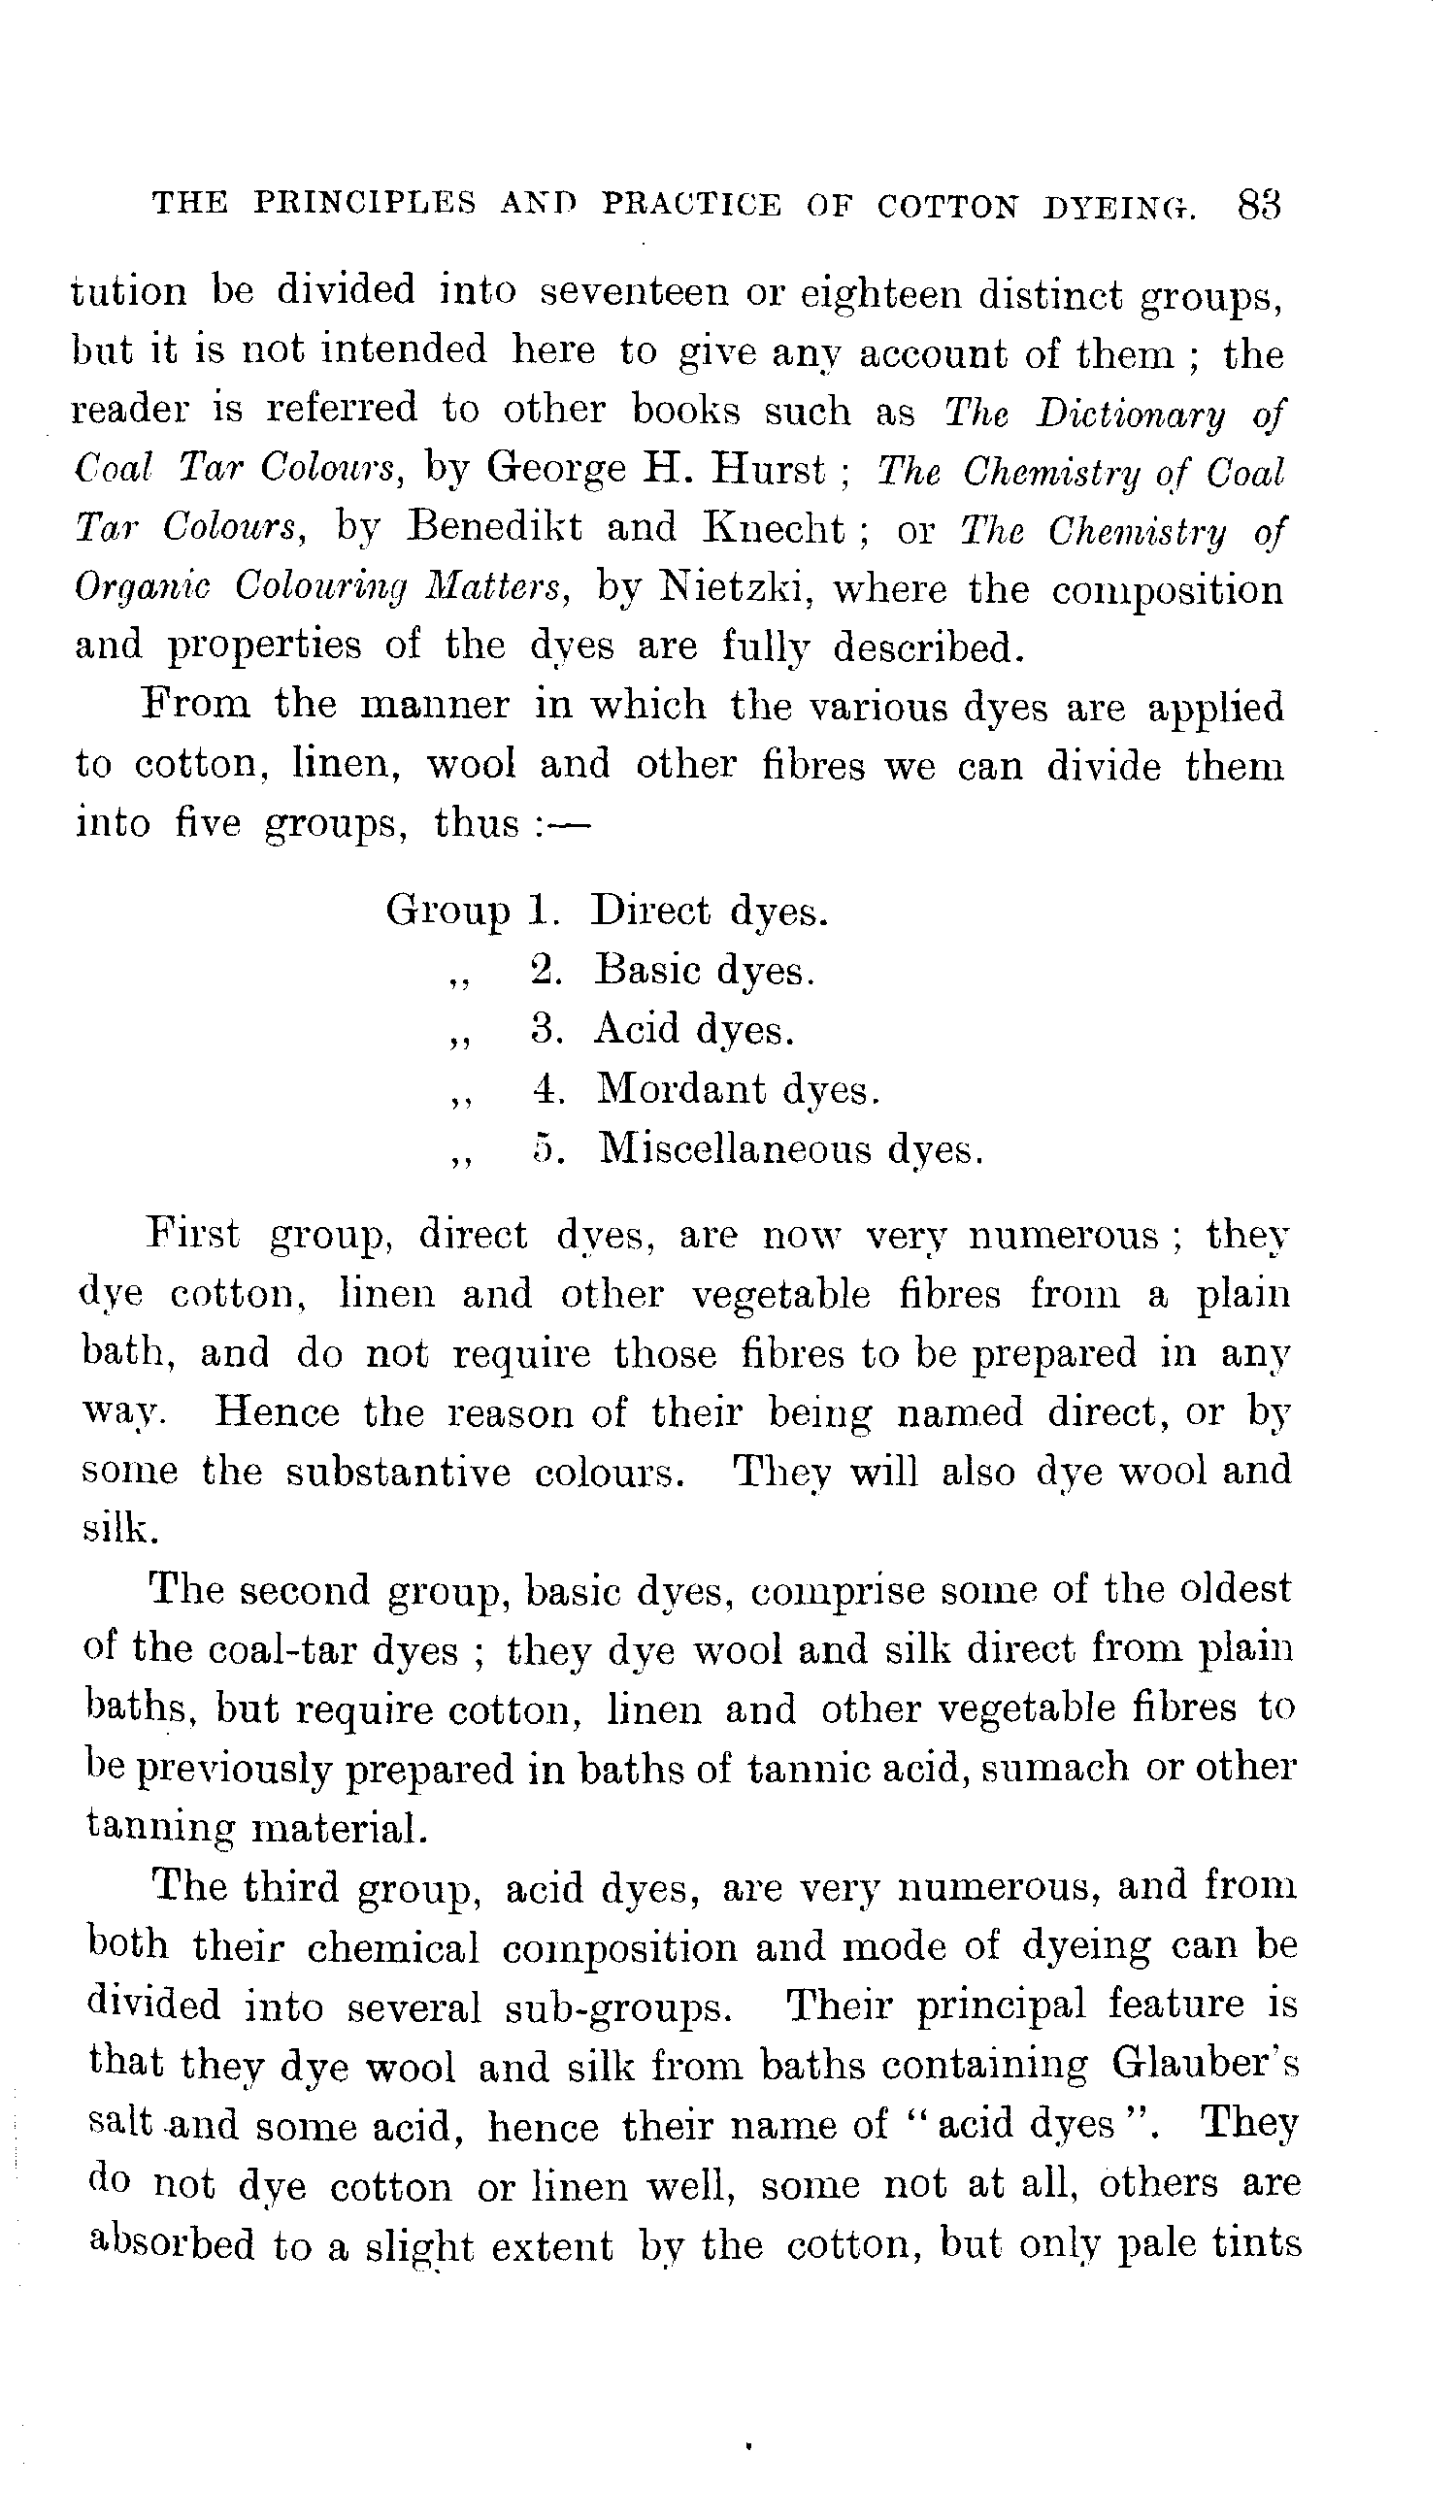 THE PRINCIPLES AND PRACTICE OF COTTON DYEING. 83
tution be divided into seventeen or eighteen distinct groups,
but it is not intended here to give any account of them ; the
reader is referred to other books such as The Dictionary of
Coal Tar Colours, by George H. Hurst ; The Chemistry of Coal
Tar Colours, by Benedikt and Knecht ; or The Chemistry of
Organic Colouring Matters, by Nietzki, where the composition
and properties of the dyes are fully described.
From the manner in which the various dyes are applied
to cotton, linen, wool and other fibres we can divide them
into five groups, thus :—
Group 1. Direct dyes.
„ 2. Basic dyes.
„ 3. Acid dyes.
„ 4. Mordant dyes.
„ 5. Miscellaneous dyes.
First group, direct dyes, are now very numerous ; they
dye cotton, linen and other vegetable fibres from a plain
bath, and do not require those fibres to be prepared in any
way. Hence the reason of their being named direct, or by
some the substantive colours. They will also dye wool and
silk.
The second group, basic dyes, comprise some of the oldest
of the coal-tar dyes ; they dye wool and silk direct from plain
baths, but require cotton, linen and other vegetable fibres to
be previously prepared in baths of tannic acid, sumach or other
tanning material.
The third group, acid dyes, are very numerous, and from
both their chemical composition and mode of dyeing can be
divided into several sub-groups. Their principal feature is
that they dye wool and silk from baths containing Glauber's
salt and some acid, hence their name of “ acid dyes ”. They
do not dye cotton or linen well, some not at all, others are
absorbed to a slight extent by the cotton, but only pale tints